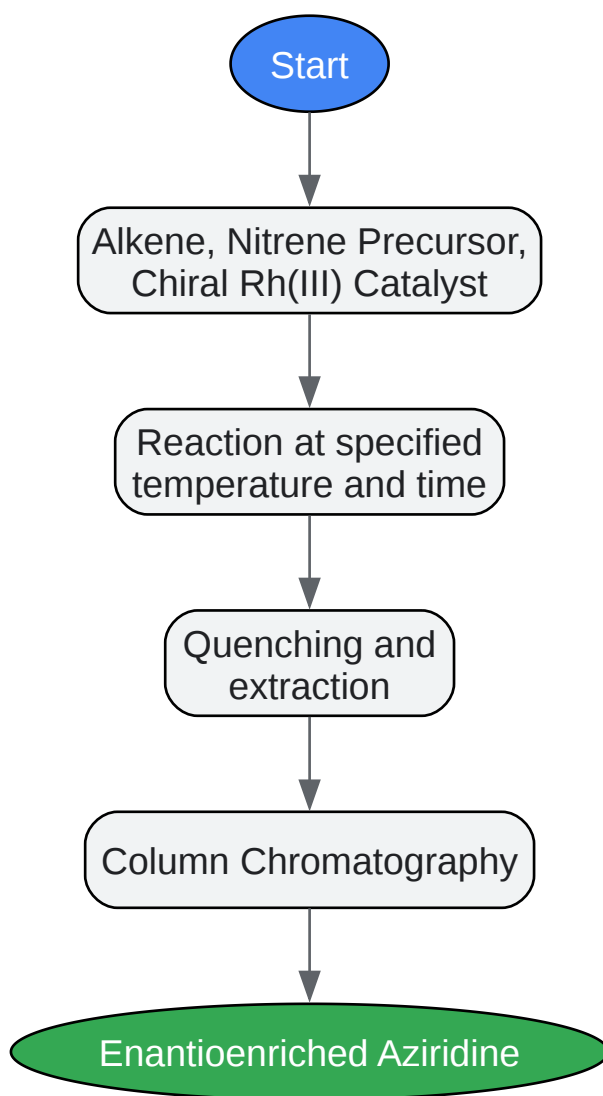 Start
Alkene, Nitrene Precursor,
Chiral Rh(III) Catalyst
Reaction at specified
temperature and time
Quenching and
extraction
Column Chromatography
Enantioenriched Aziridine